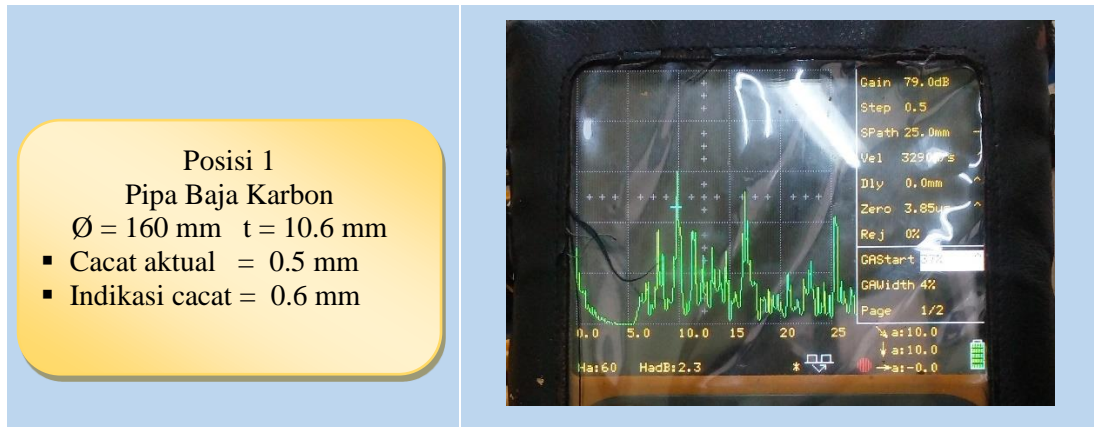 Posisi 1
Pipa Baja Karbon
Ø = 160 mm t = 10.6 mm
▪ Cacat aktual = 0.5 mm
▪ Indikasi cacat = 0.6 mm
Gain 79.0dB
Step 0.5
SPath 25.0mm
Vel
Dly 0.0mm
Zero 3.85us
Rej 0%
GAStart 37%
GAWidth 4%
Page 1/2
0.0 5.0 10.0 15 20 25
a:10.0
a:10.0
a:-0.0
Ha:60 HadB:2.3 *